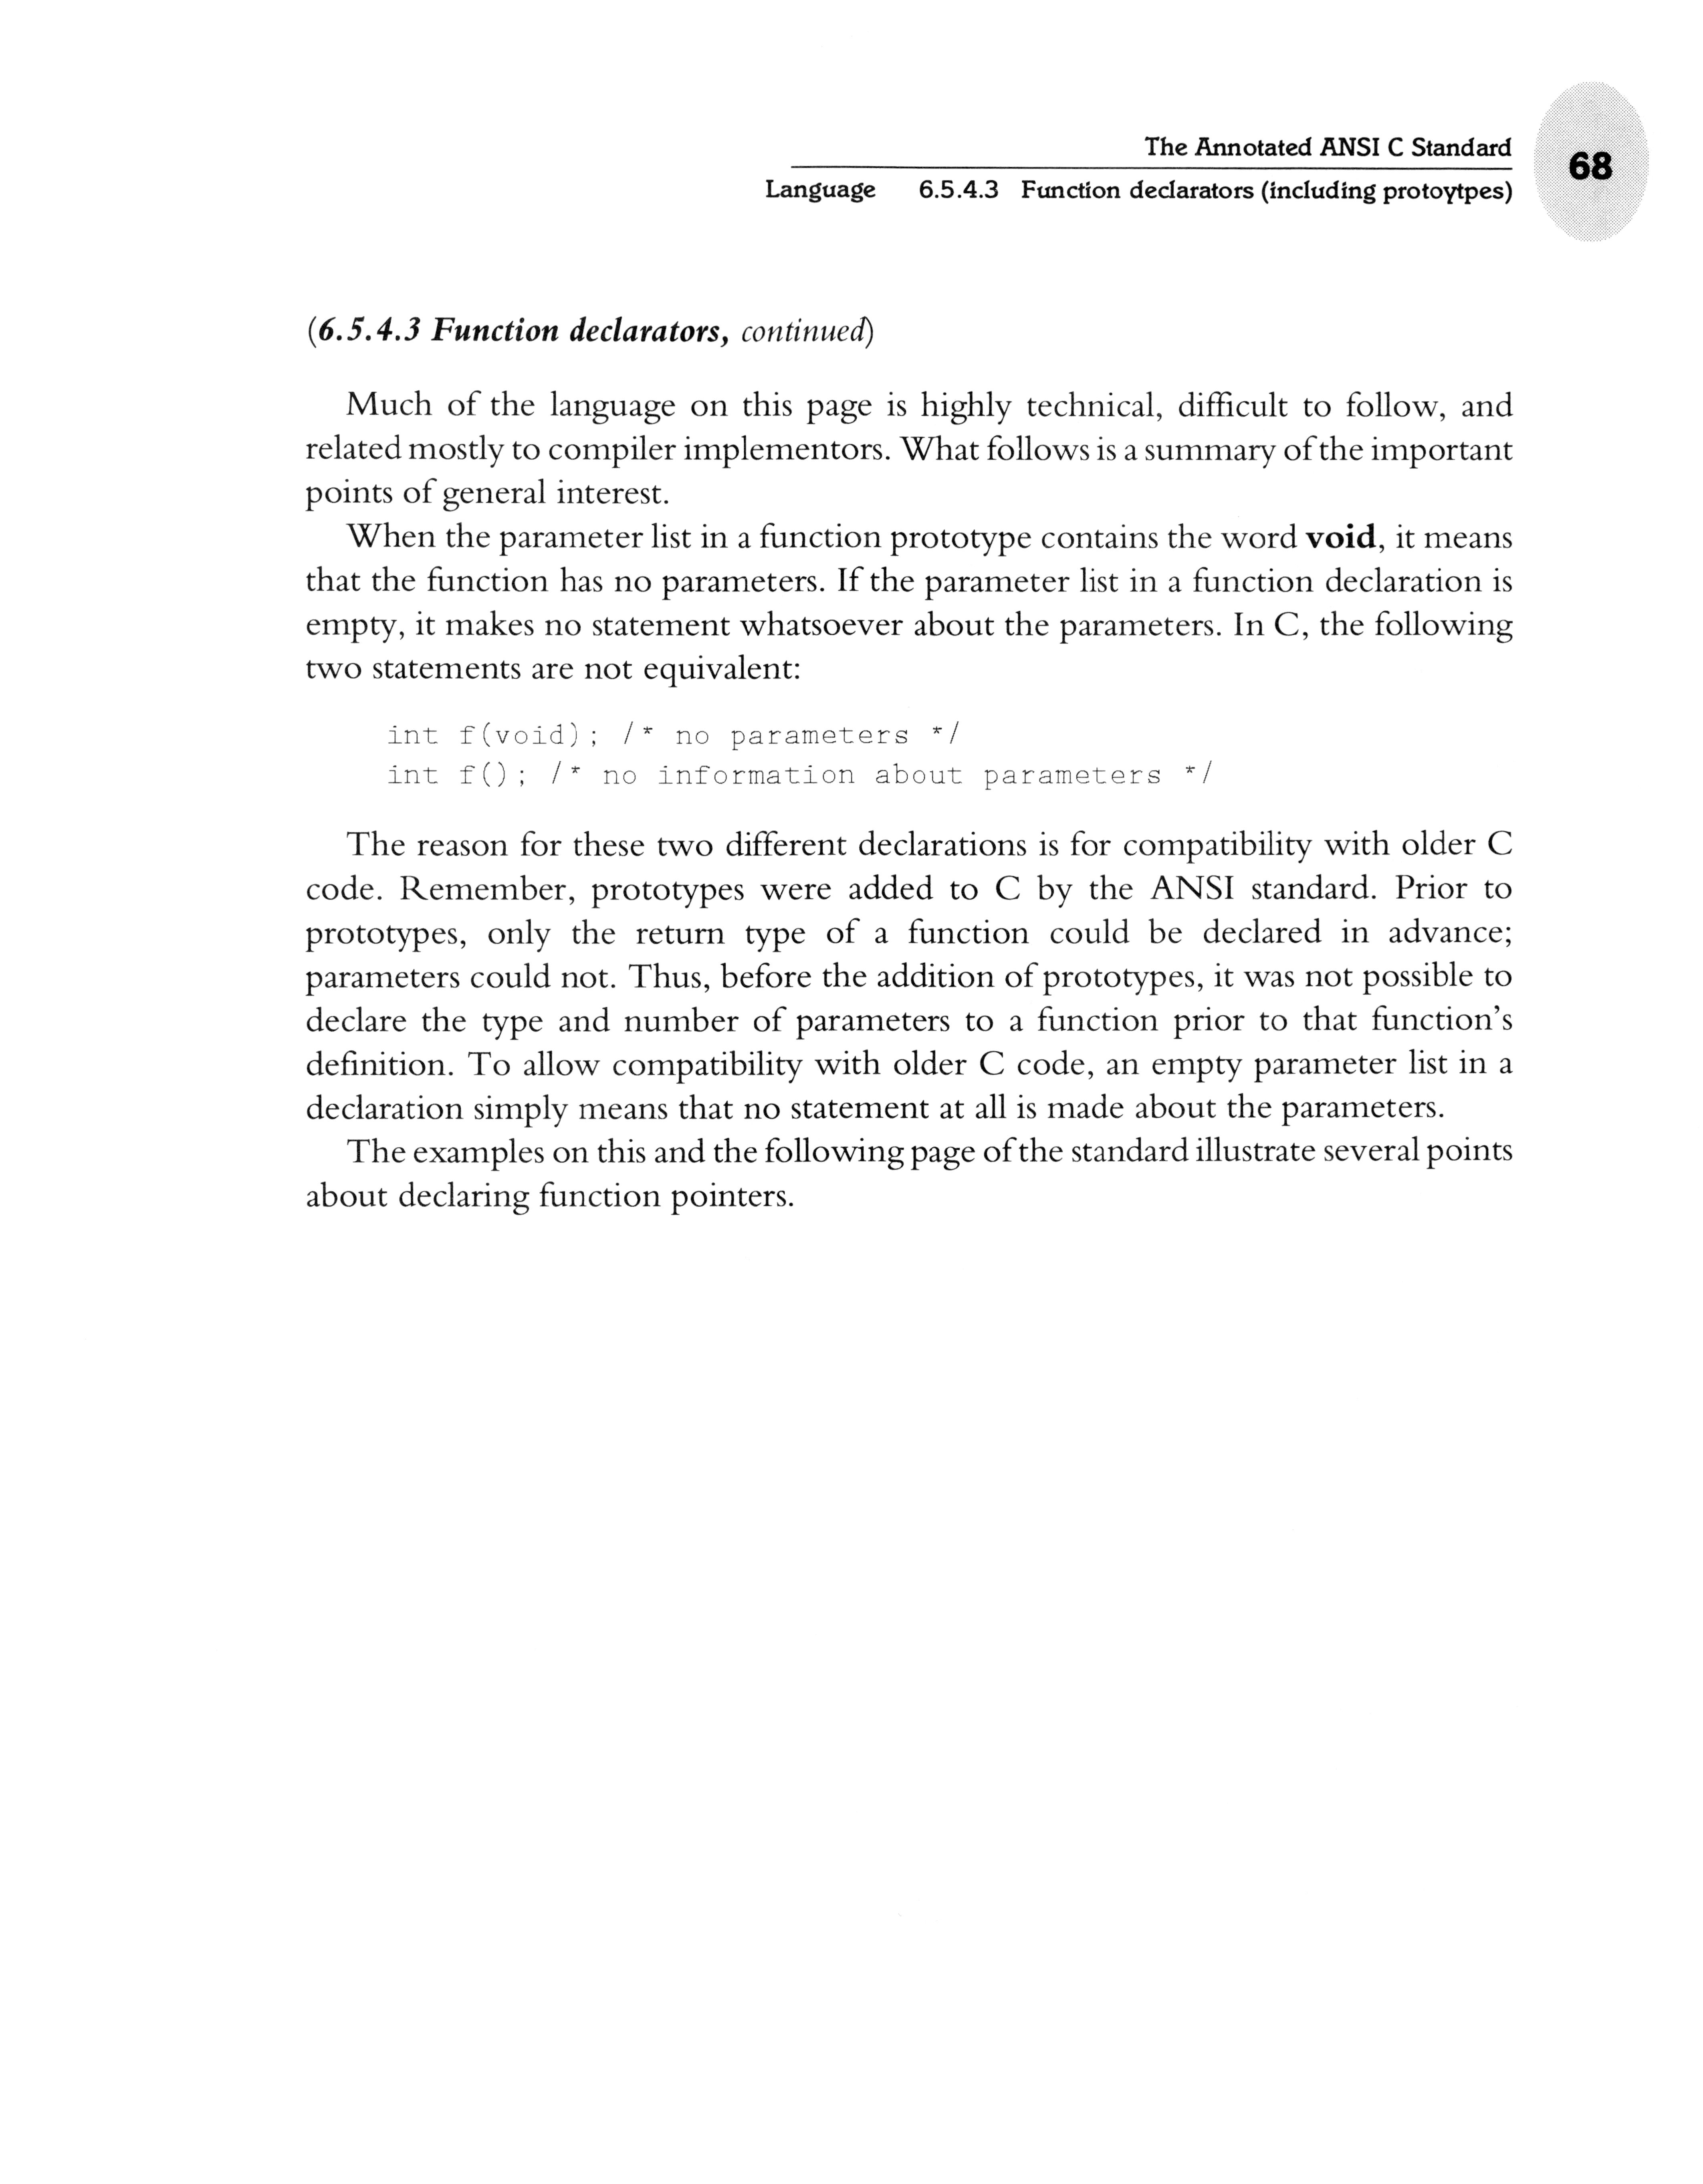 The Annotated ANSI C Standard
68
Language 6.5.4.3 Function declarators (including protoytpes)
(6.5.4.3 Function declarators, continued)
Much of the language on this page is highly technical, difficult to follow, and
related mostly to compiler implementors. What follows is a summary of the important
points of general interest.
When the parameter list in a function prototype contains the word void, it means
that the function has no parameters. If the parameter list in a function declaration is
empty, it makes no statement whatsoever about the parameters. In C, the following
two statements are not equivalent:
int f(void); /* no parameters */
int f(); /* no information about parameters */
The reason for these two different declarations is for compatibility with older C
code. Remember, prototypes were added to C by the ANSI standard. Prior to
prototypes, only the return type of a function could be declared in advance;
parameters could not. Thus, before the addition of prototypes, it was not possible to
declare the type and number of parameters to a function prior to that function's
definition. To allow compatibility with older C code, an empty parameter list in a
declaration simply means that no statement at all is made about the parameters.
The examples on this and the following page of the standard illustrate several points
about declaring function pointers.